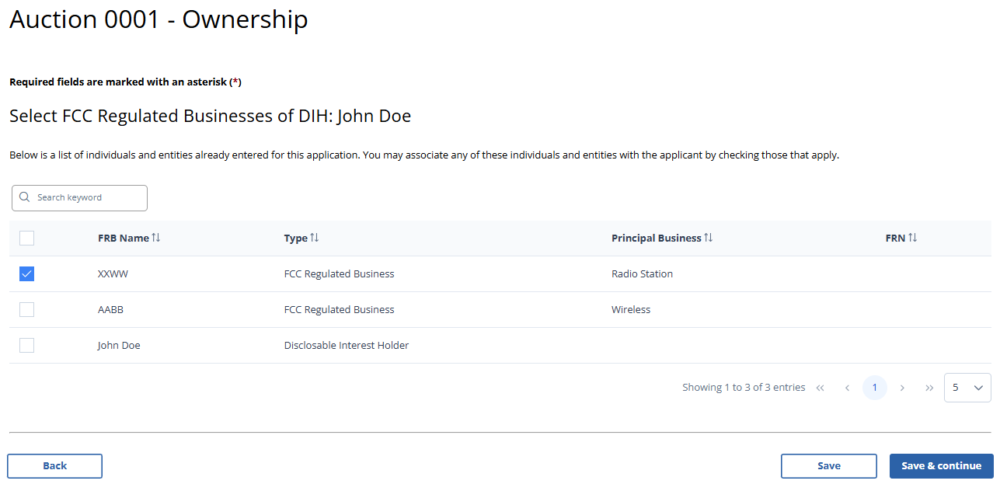 Auction 0001 - Ownership
Required fields are marked with an asterisk (*)
Select FCC Regulated Businesses of DIH: John Doe
Below is a list of individuals and entities already entered for this application. You may associate any of these individuals and entities with the applicant by checking those that apply.
Search keyword
FRB Name Type Principal Business FRN
XXWW FCC Regulated Business Radio Station
AABB FCC Regulated Business Wireless
John Doe Disclosable Interest Holder
Showing 1 to 3 of 3 entries « ‹ 1 › » 5
Back Save Save & continue